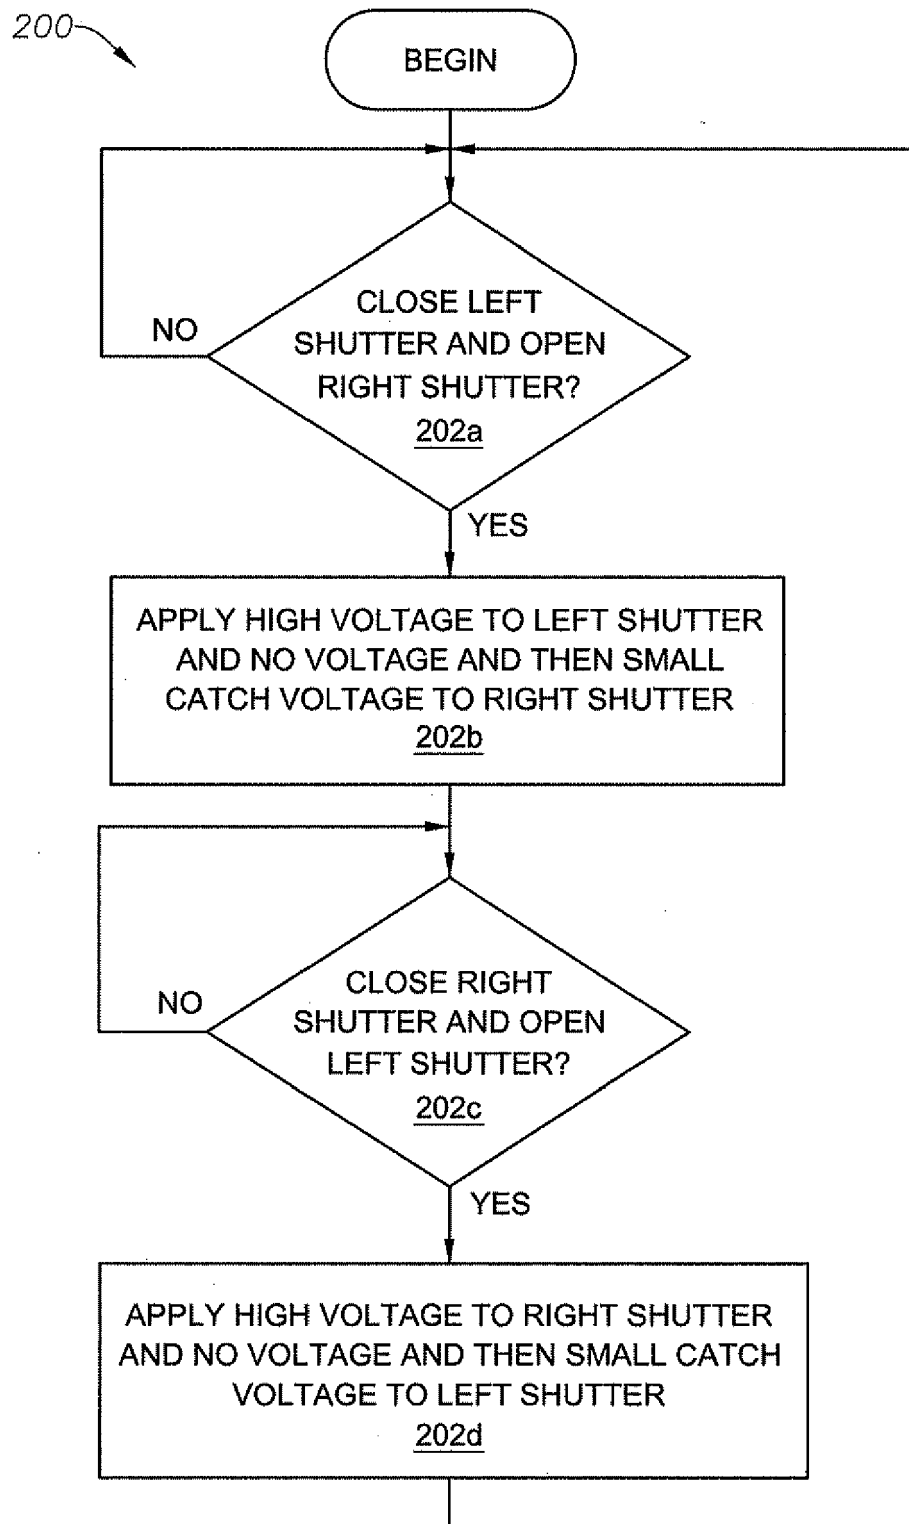 200
BEGIN
CLOSE LEFT
SHUTTER AND OPEN
RIGHT SHUTTER?
202a
NO
YES
APPLY HIGH VOLTAGE TO LEFT SHUTTER
AND NO VOLTAGE AND THEN SMALL
CATCH VOLTAGE TO RIGHT SHUTTER
202b
CLOSE RIGHT
SHUTTER AND OPEN
LEFT SHUTTER?
202c
NO
YES
APPLY HIGH VOLTAGE TO RIGHT SHUTTER
AND NO VOLTAGE AND THEN SMALL CATCH
VOLTAGE TO LEFT SHUTTER
202d